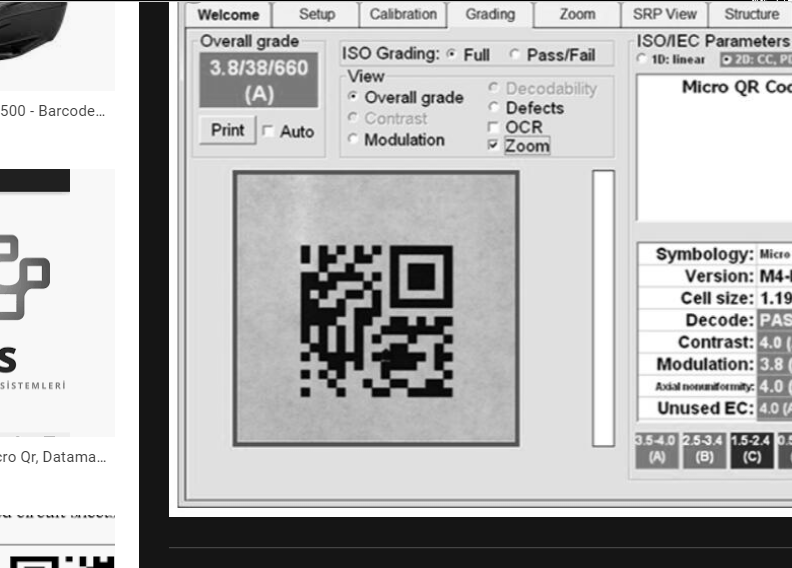 Welcome
Setup
Calibration
Grading
Zoom
SRP View
Structure
Overall grade
3.8/38/660
(A)
Print
Auto
ISO Grading:
Full
Pass/Fail
View
Overall grade
Contrast
Modulation
Decodability
Defects
OCR
Zoom
ISO/IEC Parameters
1D: linear
2D: CC, PD
Micro QR Coo
Symbology: Micro
Version: M4-
Cell size: 1.19
Decode: PAS
Contrast: 4.0 (
Modulation: 3.8 (
Axial nonuniformity: 4.0 (
Unused EC: 4.0 (A
3.5-4.0
(A)
2.5-3.4
(B)
1.5-2.4
(C)
0.5
500 - Barcode...
S
SİSTEMLERİ
cro Qr, Datama...